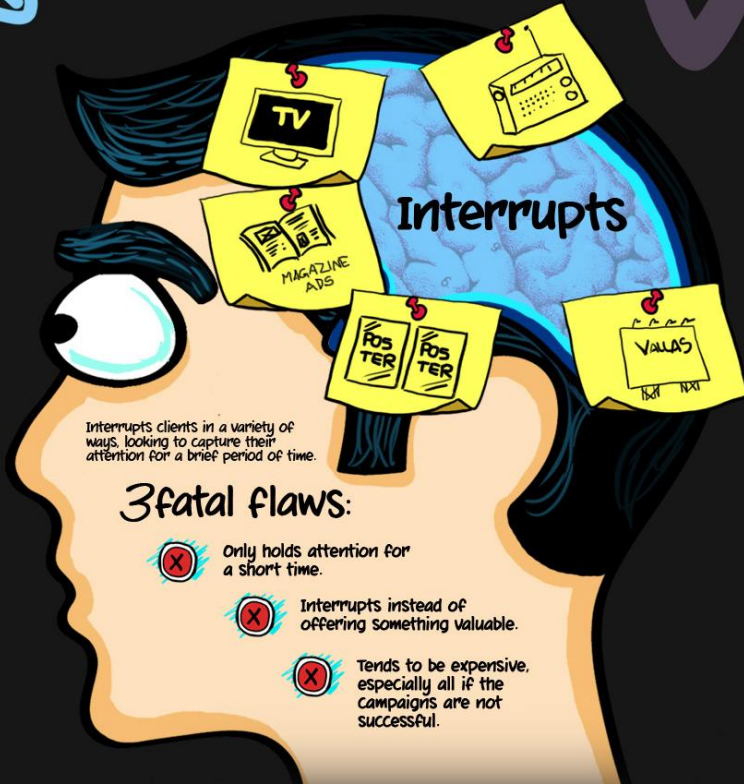 TV
Interrupts
MAGAZINE
ADS
POS
TER
POS
TER
VALLAS
Interrupts clients in a variety of
ways, looking to capture their
attention for a brief period of time.
3 fatal flaws:
X
Only holds attention for
a short time.
X
Interrupts instead of
offering something valuable.
X
Tends to be expensive,
especially all if the
campaigns are not
successful.